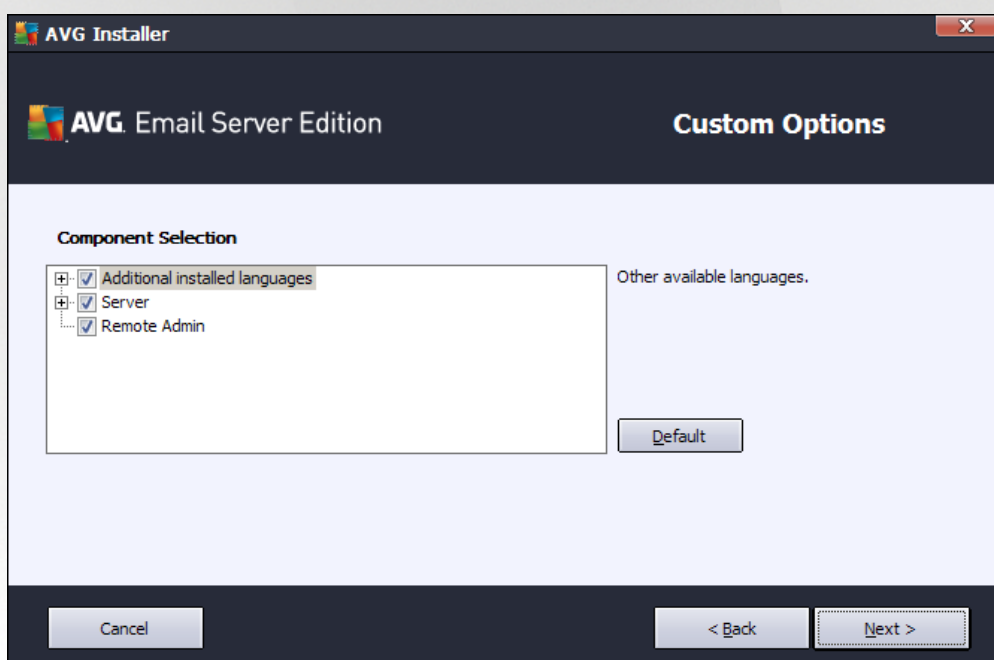 AVG Installer
AVG. Email Server Edition
Custom Options
Component Selection
Additional installed languages
Server
Remote Admin
Other available languages.
Default
Cancel
< Back
Next >